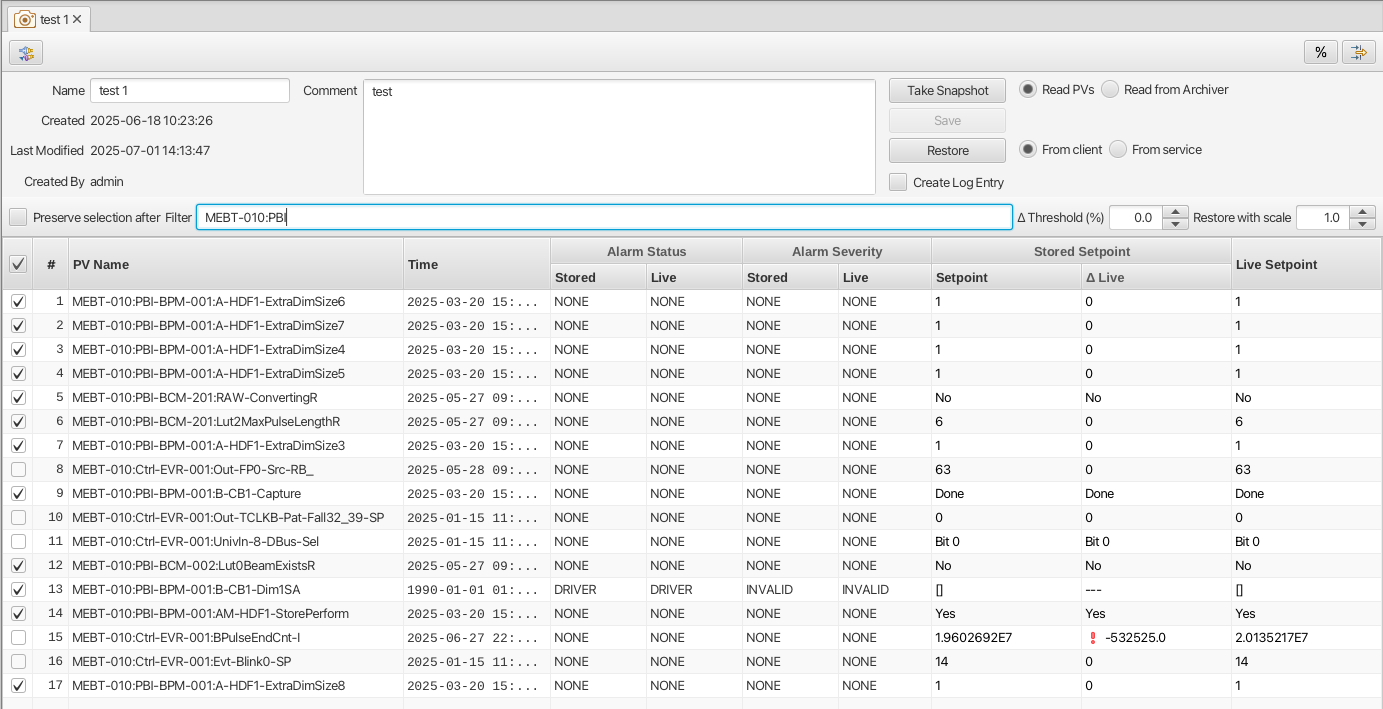 test 1
%
Name test 1 Comment test Take Snapshot Read PVs Read from Archiver
Created 2025-06-18 10:23:26 Save
Last Modified 2025-07-01 14:13:47 Restore From client From service
Created By admin Create Log Entry
Preserve selection after Filter MEBT-010:PBI Δ Threshold (%) 0.0 Restore with scale 1.0
# PV Name Time Alarm Status Alarm Severity Stored Setpoint Live Setpoint
Stored Live Stored Live Setpoint Δ Live
1 MEBT-010:PBI-BPM-001:A-HDF1-ExtraDimSize6 2025-03-20 15:... NONE NONE NONE NONE 1 0 1
2 MEBT-010:PBI-BPM-001:A-HDF1-ExtraDimSize7 2025-03-20 15:... NONE NONE NONE NONE 1 0 1
3 MEBT-010:PBI-BPM-001:A-HDF1-ExtraDimSize4 2025-03-20 15:... NONE NONE NONE NONE 1 0 1
4 MEBT-010:PBI-BPM-001:A-HDF1-ExtraDimSize5 2025-03-20 15:... NONE NONE NONE NONE 1 0 1
5 MEBT-010:PBI-BCM-201:RAW-ConvertingR 2025-05-27 09:... NONE NONE NONE NONE No No No
6 MEBT-010:PBI-BCM-201:Lut2MaxPulseLengthR 2025-05-27 09:... NONE NONE NONE NONE 6 0 6
7 MEBT-010:PBI-BPM-001:A-HDF1-ExtraDimSize3 2025-03-20 15:... NONE NONE NONE NONE 1 0 1
8 MEBT-010:Ctrl-EVR-001:Out-FP0-Src-RB_ 2025-05-28 09:... NONE NONE NONE NONE 63 0 63
9 MEBT-010:PBI-BPM-001:B-CB1-Capture 2025-03-20 15:... NONE NONE NONE NONE Done Done Done
10 MEBT-010:Ctrl-EVR-001:Out-TCLKB-Pat-Fall32_39-SP 2025-01-15 11:... NONE NONE NONE NONE 0 0 0
11 MEBT-010:Ctrl-EVR-001:UnivIn-8-DBus-Sel 2025-01-15 11:... NONE NONE NONE NONE Bit 0 Bit 0 Bit 0
12 MEBT-010:PBI-BCM-002:Lut0BeamExistsR 2025-05-27 09:... NONE NONE NONE NONE No No No
13 MEBT-010:PBI-BPM-001:B-CB1-Dim1SA 1990-01-01 01:... DRIVER DRIVER INVALID INVALID [] --- []
14 MEBT-010:PBI-BPM-001:AM-HDF1-StorePerform 2025-03-20 15:... NONE NONE NONE NONE Yes Yes Yes
15 MEBT-010:Ctrl-EVR-001:BPulseEndCnt-I 2025-06-27 22:... NONE NONE NONE NONE 1.9602692E7 -532525.0 2.0135217E7
16 MEBT-010:Ctrl-EVR-001:Evt-Blink0-SP 2025-01-15 11:... NONE NONE NONE NONE 14 0 14
17 MEBT-010:PBI-BPM-001:A-HDF1-ExtraDimSize8 2025-03-20 15:... NONE NONE NONE NONE 1 0 1